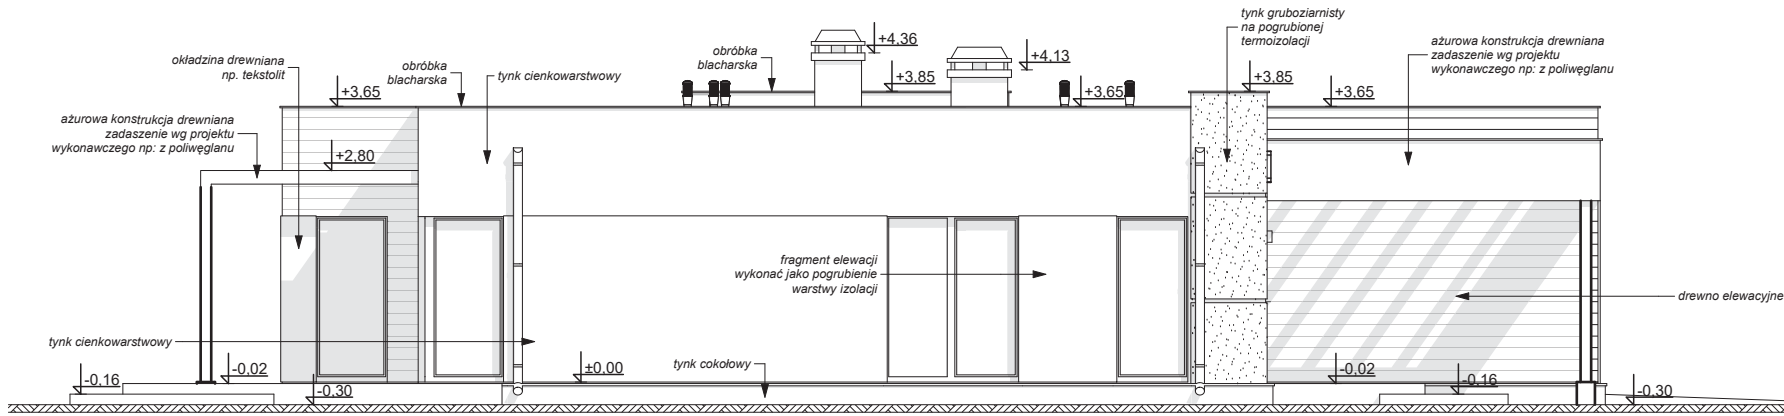 okładzina drewniana
np. tekstolit
obróbka
blacharska
tynk cienkowarstwowy
obróbka
blacharska
+4,36
+3,85
+4,13
+3,65
tynk gruboziarnisty
na pogrubionej
termoizolacji
+3,85
ażurowa konstrukcja drewniana
zadaszenie wg projektu
wykonawczego np: z poliwęglanu
+3,65
+3,65
ażurowa konstrukcja drewniana
zadaszenie wg projektu
wykonawczego np: z poliwęglanu
+2,80
fragment elewacji
wykonać jako pogrubienie
warstwy izolacji
drewno elewacyjne
tynk cienkowarstwowy
tynk cokołowy
-0,16
-0,02
-0,30
±0,00
-0,02
-0,16
-0,30